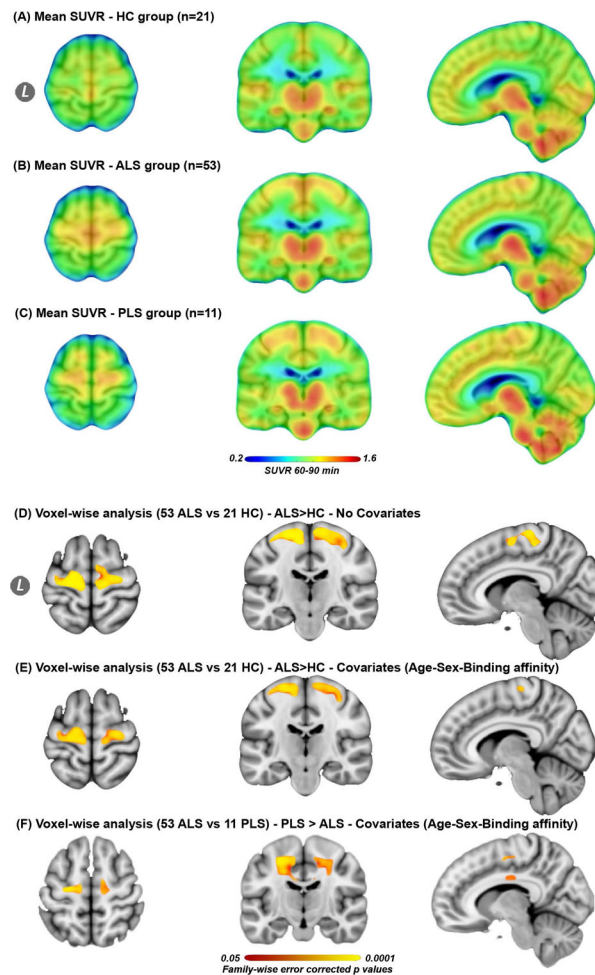 (A) Mean SUVR - HC group (n=21)
L
(B) Mean SUVR - ALS group (n=53)
(C) Mean SUVR - PLS group (n=11)
0.2 1.6
SUVR 60-90 min
(D) Voxel-wise analysis (53 ALS vs 21 HC) - ALS>HC - No Covariates
L
(E) Voxel-wise analysis (53 ALS vs 21 HC) - ALS>HC - Covariates (Age-Sex-Binding affinity)
(F) Voxel-wise analysis (53 ALS vs 11 PLS) - PLS > ALS - Covariates (Age-Sex-Binding affinity)
0.05 0.0001
Family-wise error corrected p values